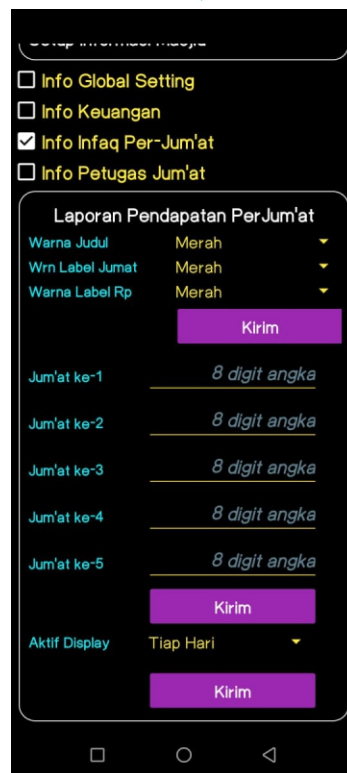 Info Global Setting
Info Keuangan
Info Infaq Per-Jum'at
Info Petugas Jum'at
Laporan Pendapatan PerJum'at
Warna Judul Merah
Wrn Label Jumat Merah
Warna Label Rp Merah
Kirim
Jum'at ke-1 8 digit angka
Jum'at ke-2 8 digit angka
Jum'at ke-3 8 digit angka
Jum'at ke-4 8 digit angka
Jum'at ke-5 8 digit angka
Kirim
Aktif Display Tiap Hari
Kirim